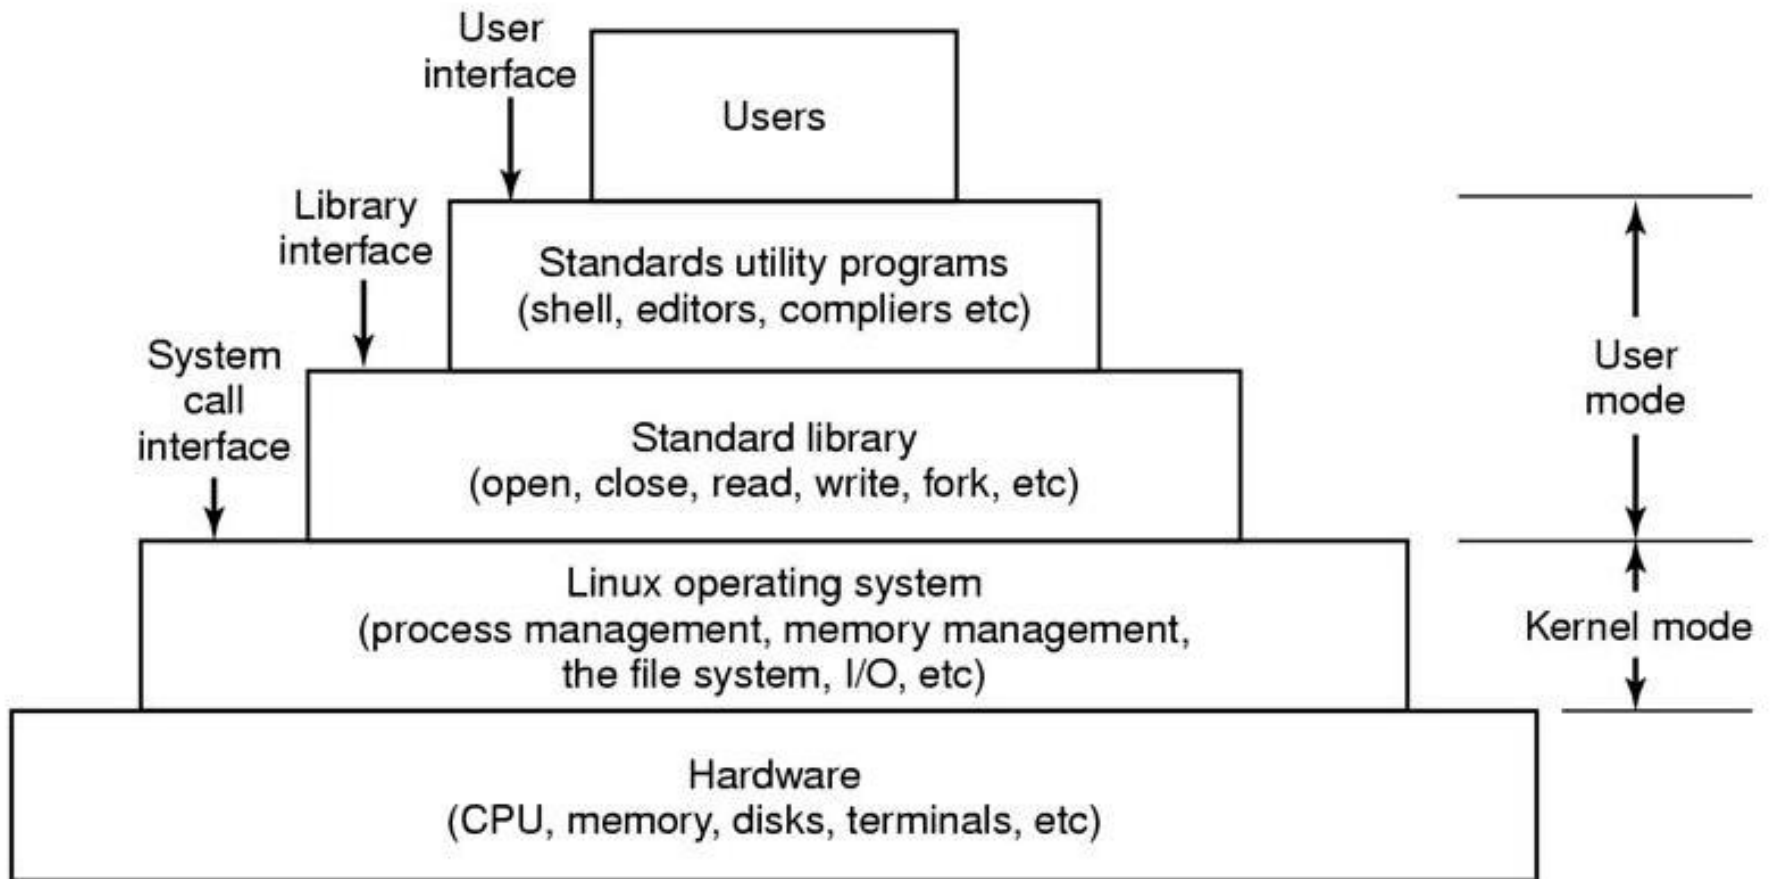 User
interface
Users
Library
interface
Standards utility programs
(shell, editors, compliers etc)
System
call
interface
User
mode
Standard library
(open, close, read, write, fork, etc)
Linux operating system
(process management, memory management,
the file system, I/O, etc)
Kernel mode
Hardware
(CPU, memory, disks, terminals, etc)